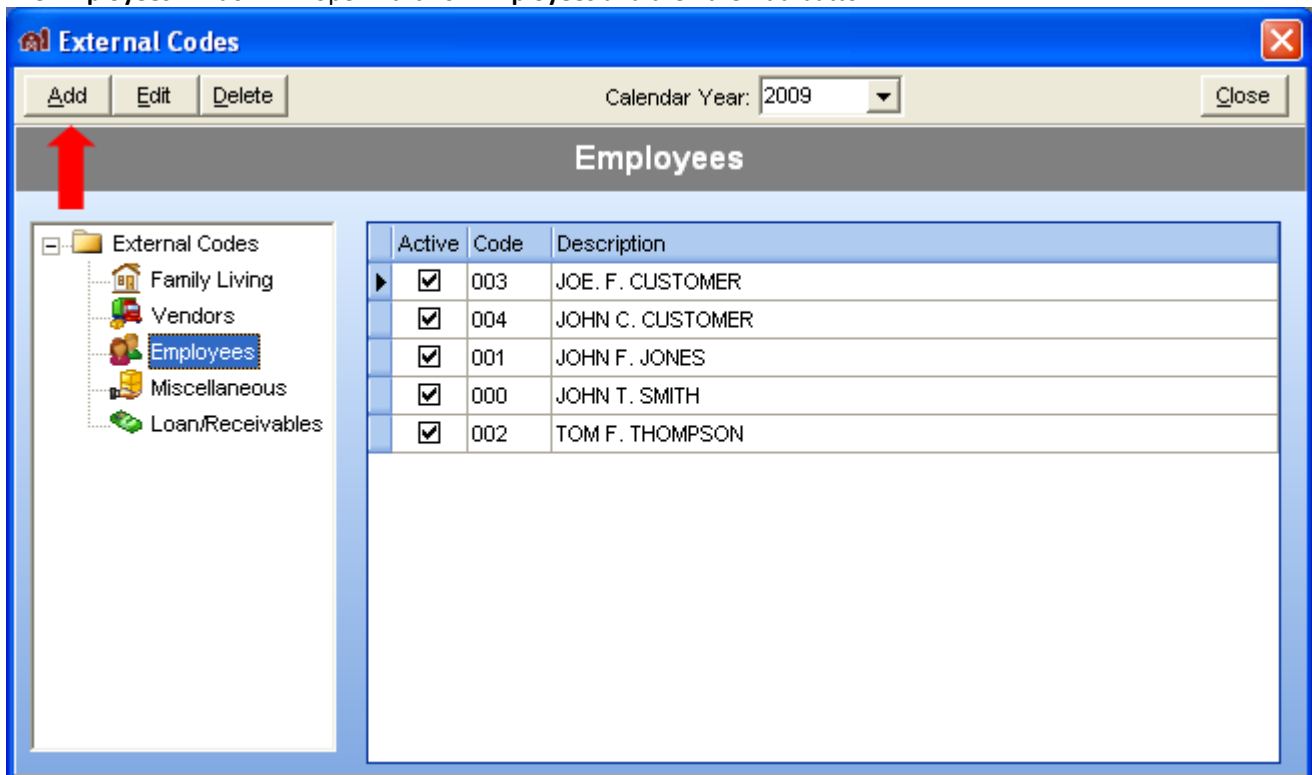 External Codes
Add Edit Delete Calendar Year: 2009 Close
Employees
External Codes
Family Living
Vendors
Employees
Miscellaneous
Loan/Receivables
Active Code Description
003 JOE. F. CUSTOMER
004 JOHN C. CUSTOMER
001 JOHN F. JONES
000 JOHN T. SMITH
002 TOM F. THOMPSON